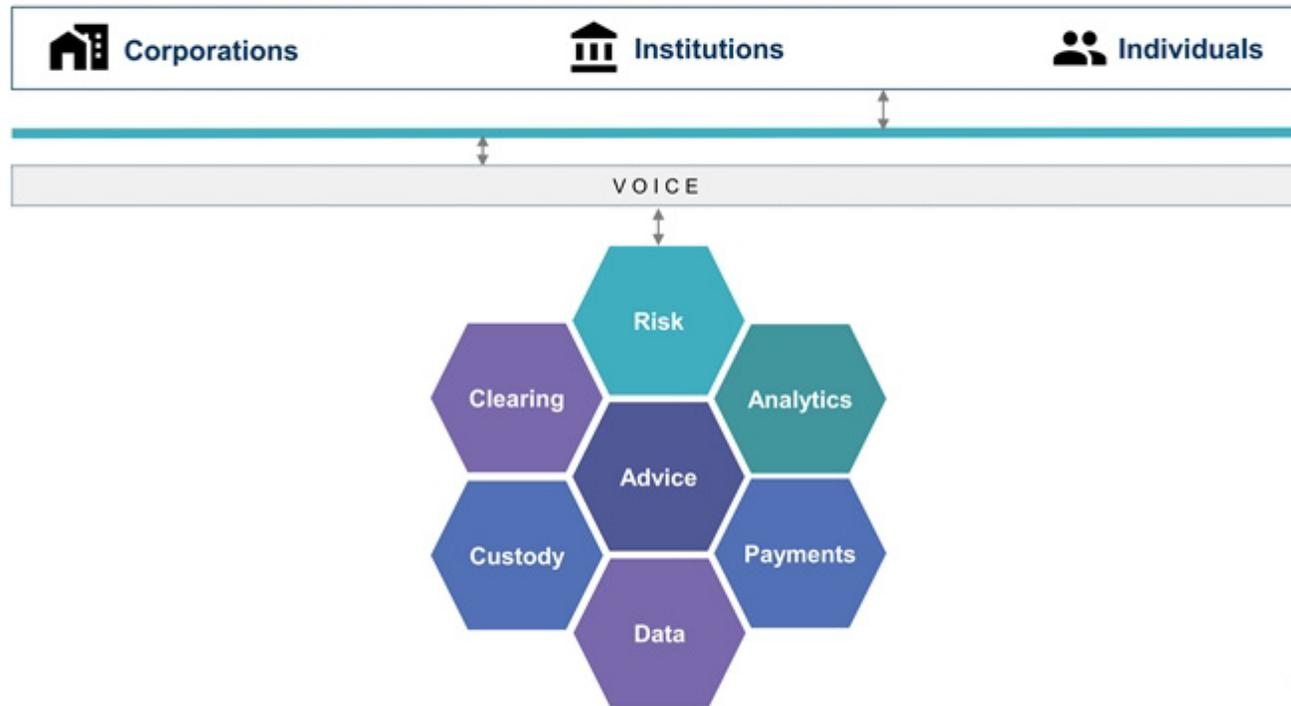 Corporations
Institutions
Individuals
VOICE
Risk
Clearing
Analytics
Advice
Custody
Payments
Data